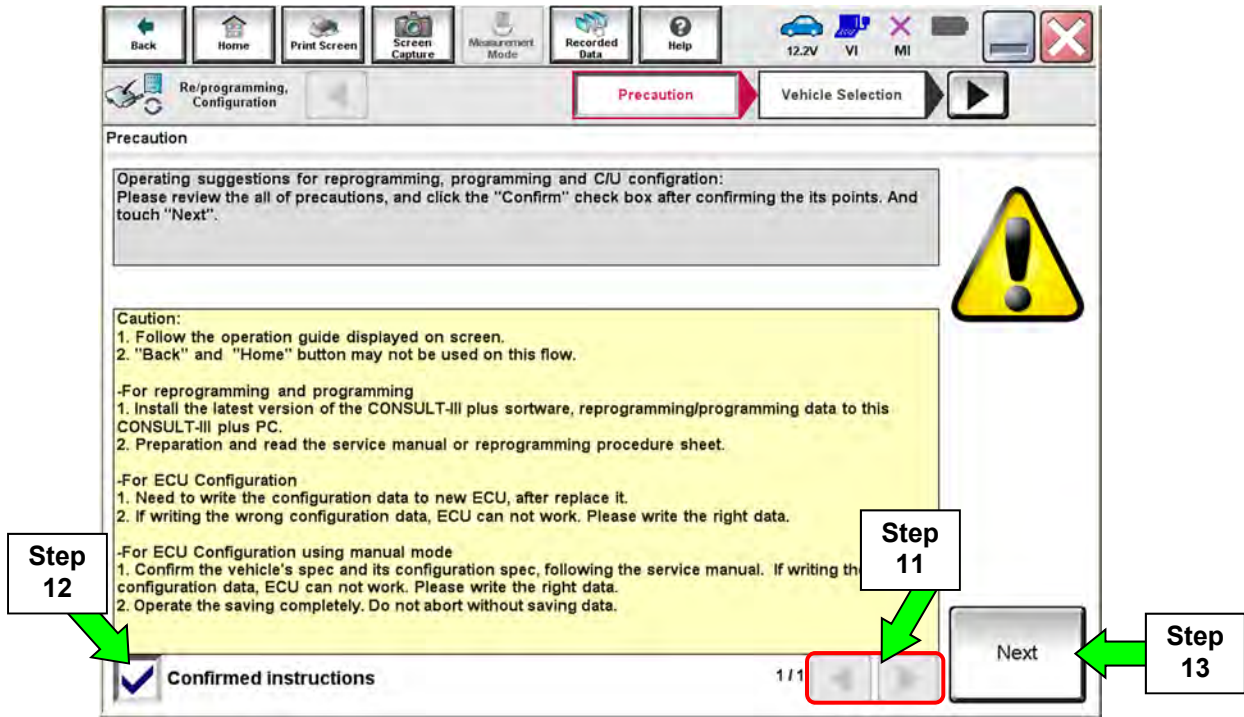 Back
Home
Print Screen
Screen
Capture
Measurement
Mode
Recorded
Data
Help
12.2V
VI
MI
Re/programming,
Configuration
Precaution
Vehicle Selection
Precaution
Operating suggestions for reprogramming, programming and C/U configration:
Please review the all of precautions, and click the "Confirm" check box after confirming the its points. And
touch "Next".
Caution:
1. Follow the operation guide displayed on screen.
2. "Back" and "Home" button may not be used on this flow.
-For reprogramming and programming
1. Install the latest version of the CONSULT-III plus sortware, reprogramming/programming data to this
CONSULT-III plus PC.
2. Preparation and read the service manual or reprogramming procedure sheet.
-For ECU Configuration
1. Need to write the configuration data to new ECU, after replace it.
2. If writing the wrong configuration data, ECU can not work. Please write the right data.
-For ECU Configuration using manual mode
1. Confirm the vehicle's spec and its configuration spec, following the service manual. If writing the
configuration data, ECU can not work. Please write the right data.
2. Operate the saving completely. Do not abort without saving data.
Step
11
Step
12
Confirmed instructions
1/1
Next
Step
13